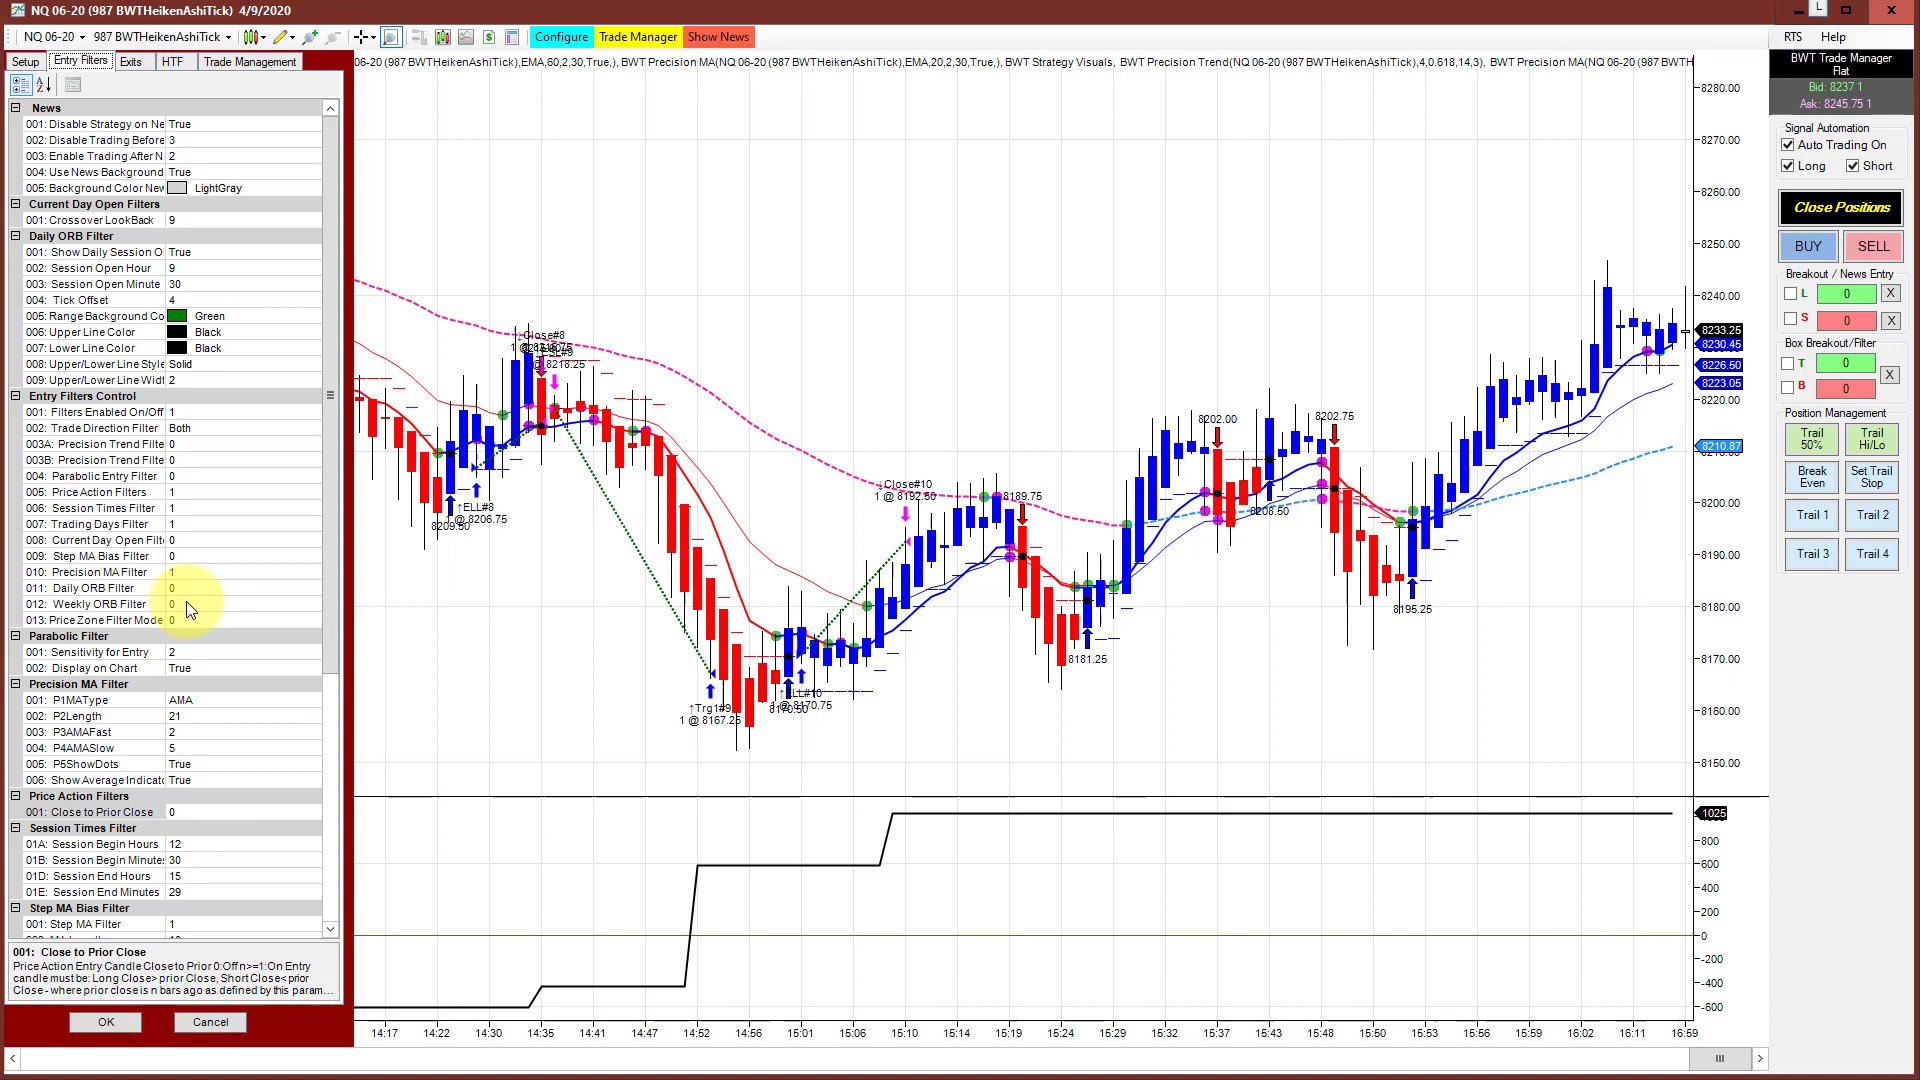 NQ 06-20 (987 BWTHeikenAshiTick) 4/9/2020
NQ 06-20 987 BWTHeikenAshiTick Configure Trade Manager Show News RTS Help
Setup Entry Filters Exits HTF Trade Management
06-20 (987 BWTHeikenAshiTick),EMA,60,2,30,True,), BWT Precision MA(NQ 06-20 (987 BWTHeikenAshiTick),EMA,20,2,30,True,), BWT Strategy Visuals, BWT Precision Trend(NQ 06-20 (987 BWTHeikenAshiTick),4,0.618,14,3), BWT Precision MA(NQ 06-20 (987 BWTH
News
001: Disable Strategy on Ne True
002: Disable Trading Before 3
003: Enable Trading After N 2
004: Use News Background True
005: Background Color New LightGray
Current Day Open Filters
001: Crossover LookBack 9
Daily ORB Filter
001: Show Daily Session O True
002: Session Open Hour 9
003: Session Open Minute 30
004: Tick Offset 4
005: Range Background Co Green
006: Upper Line Color Black
007: Lower Line Color Black
008: Upper/Lower Line Style Solid
009: Upper/Lower Line Widt 2
Entry Filters Control
001: Filters Enabled On/Off 1
002: Trade Direction Filter Both
003A: Precision Trend Filte 0
003B: Precision Trend Filte 0
004: Parabolic Entry Filter 0
005: Price Action Filters 1
006: Session Times Filter 1
007: Trading Days Filter 1
008: Current Day Open Filt 0
009: Step MA Bias Filter 0
010: Precision MA Filter 1
011: Daily ORB Filter 0
012: Weekly ORB Filter 0
013: Price Zone Filter Mode 0
Parabolic Filter
001: Sensitivity for Entry 2
002: Display on Chart True
Precision MA Filter
001: P1MAType AMA
002: P2Length 21
003: P3AMAFast 2
004: P4AMASlow 5
005: P5ShowDots True
006: Show Average Indicato True
Price Action Filters
001: Close to Prior Close 0
Session Times Filter
01A: Session Begin Hours 12
01B: Session Begin Minutes 30
01D: Session End Hours 15
01E: Session End Minutes 29
Step MA Bias Filter
001: Step MA Filter 1
001: Close to Prior Close
Price Action Entry Candle Close to Prior 0:Off n>=1:On Entry
candle must be: Long Close> prior Close, Short Close< prior
Close - where prior close is n bars ago as defined by this param...
OK Cancel
↓Close#8
8218.25
8209.50
↑ELL#8
1 @ 8206.75
↑Trg1#9
1 @ 8167.25
↑ELL#10
1 @ 8170.75
8170.50
↓Close#10
1 @ 8192.50
8189.75
8181.25
8202.00
8208.50
8202.75
8195.25
8280.00
8270.00
8260.00
8250.00
8240.00
8233.25
8230.45
8226.50
8223.05
8220.00
8210.87
8200.00
8190.00
8180.00
8170.00
8160.00
8150.00
1025
800
600
400
200
0
-200
-400
-600
14:17 14:22 14:30 14:35 14:41 14:47 14:52 14:56 15:01 15:06 15:10 15:14 15:19 15:24 15:29 15:32 15:37 15:43 15:48 15:50 15:53 15:56 15:59 16:02 16:11 16:59
BWT Trade Manager
Flat
Bid: 8237 1
Ask: 8245.75 1
Signal Automation
Auto Trading On
Long Short
Close Positions
BUY SELL
Breakout / News Entry
L 0 X
S 0 X
Box Breakout/Filter
T 0
B 0 X
Position Management
Trail 50% Trail Hi/Lo
Break Even Set Trail Stop
Trail 1 Trail 2
Trail 3 Trail 4